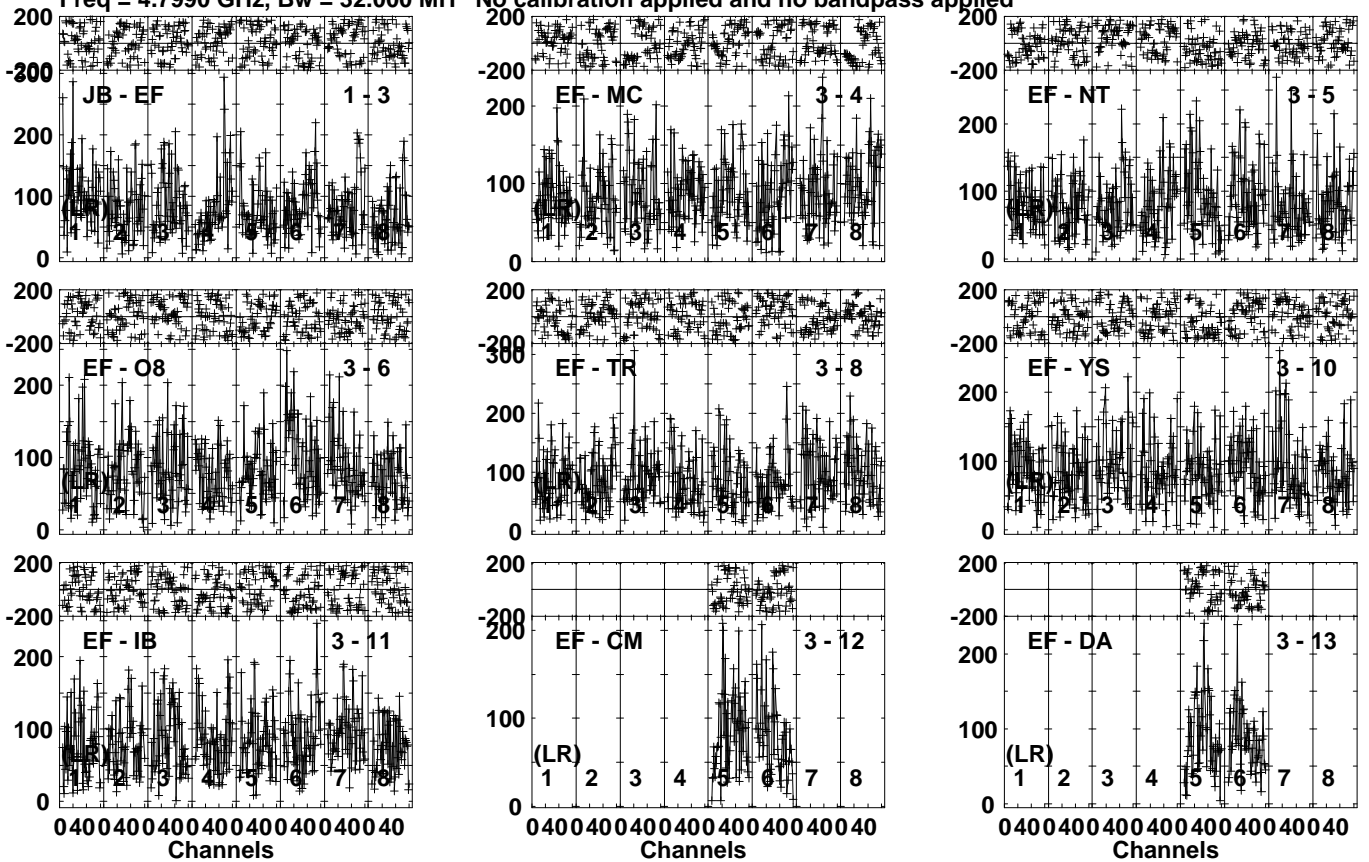 Freq = 4.7990 GHz, Bw = 32.000 MH No calibration applied and no bandpass applied
200 200 200
-200 -200 -200
300
JB - EF 1 - 3 EF - MC 3 - 4 EF - NT 3 - 5
200 200 200
100 100 100
(LR) (LR) (LR)
1 2 3 4 5 6 7 8 1 2 3 4 5 6 7 8 1 2 3 4 5 6 7 8
0 0 0
200 200 200
-200 -200 -200
300
EF - O8 3 - 6 EF - TR 3 - 8 EF - YS 3 - 10
200 200 200
100 100 100
(LR) (LR) (LR)
1 2 3 4 5 6 7 8 1 2 3 4 5 6 7 8 1 2 3 4 5 6 7 8
0 0 0
200 200 200
-200 -200 -200
EF - IB 3 - 11 EF - CM 3 - 12 EF - DA 3 - 13
200 200 200
100 100 100
(LR) (LR) (LR)
1 2 3 4 5 6 7 8 1 2 3 4 5 6 7 8 1 2 3 4 5 6 7 8
0 0 0
0 40 0 40 0 40 0 40 0 40 0 40 0 40 0 40 0 40 0 40 0 40 0 40 0 40 0 40 0 40 0 40 0 40 0 40 0 40 0 40 0 40 0 40 0 40 0 40
Channels Channels Channels